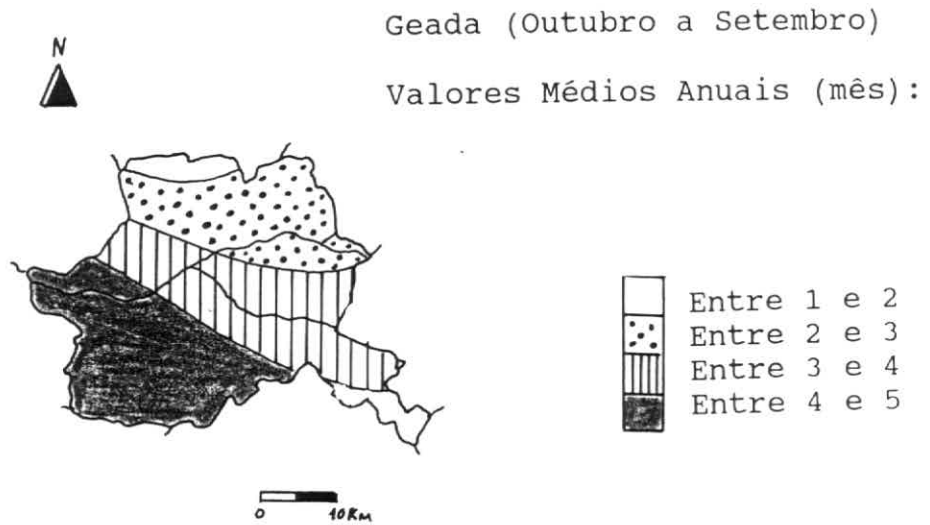 Geada (Outubro a Setembro)
Valores Médios Anuais (mês):
N
Entre 1 e 2
Entre 2 e 3
Entre 3 e 4
Entre 4 e 5
0 10Km